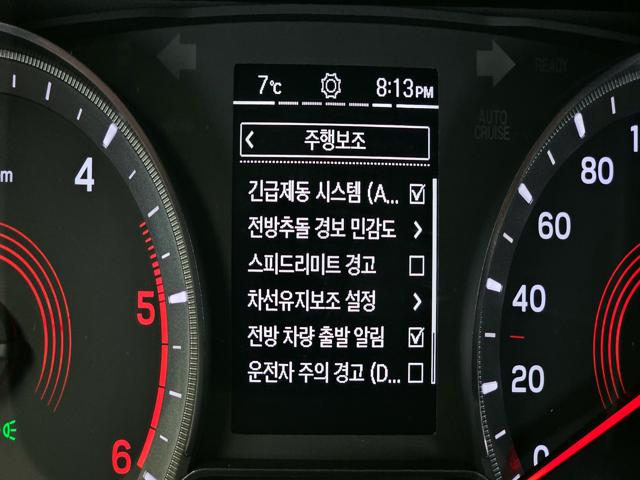 7℃ 8:13PM
READY
AUTO
CRUISE
주행보조
긴급제동 시스템 (A...
전방추돌 경보 민감도
스피드리미트 경고
차선유지보조 설정
전방 차량 출발 알림
운전자 주의 경고 (D...
4
5
6
80
60
40
20
0